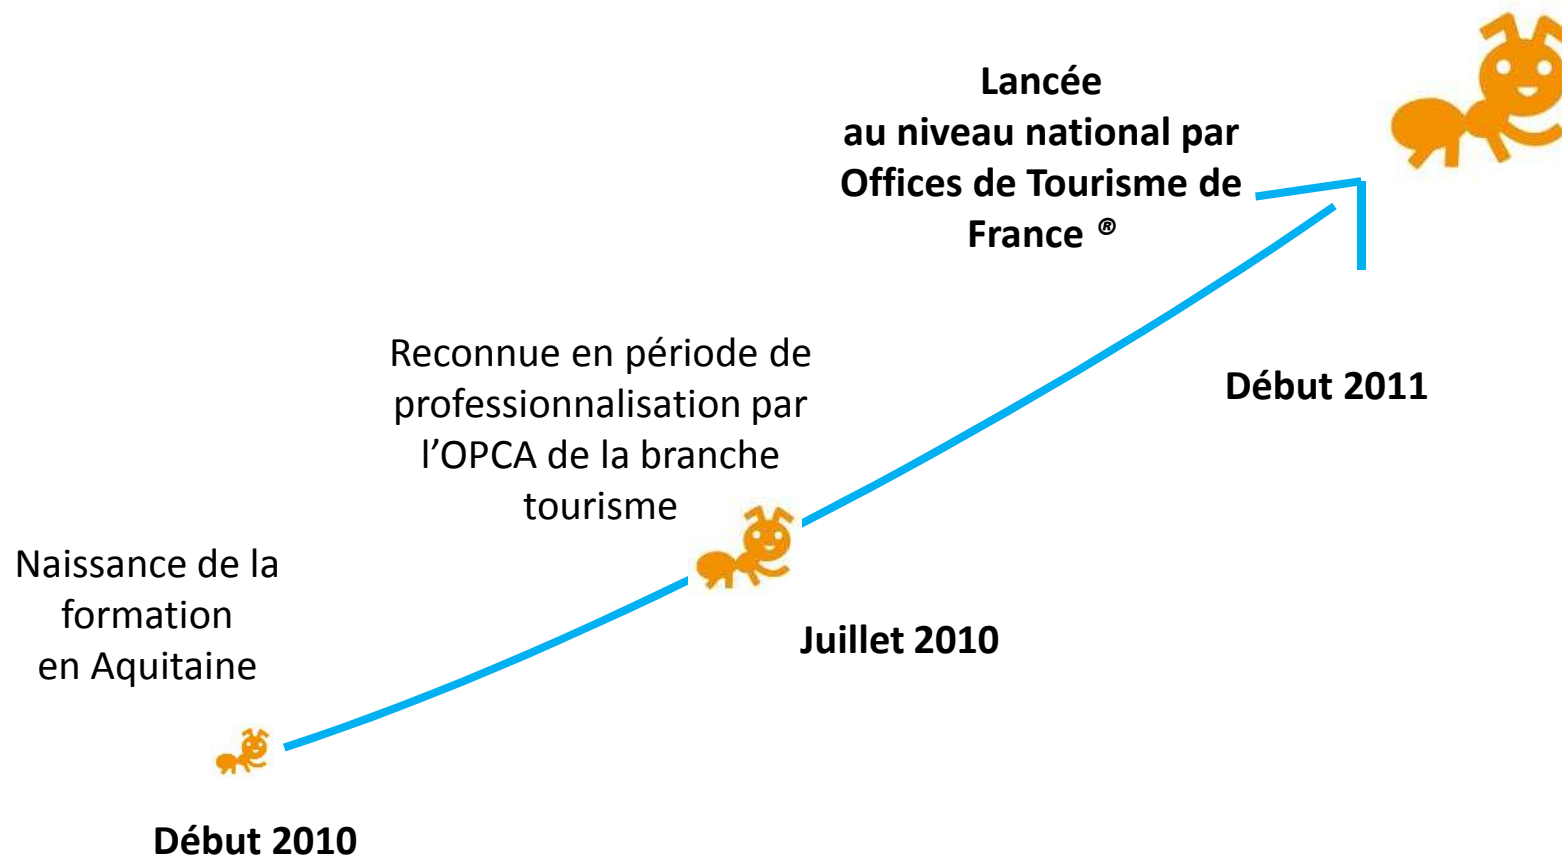 Lancée
au niveau national par
Offices de Tourisme de
France ®
Début 2011
Reconnue en période de
professionnalisation par
l’OPCA de la branche
tourisme
Juillet 2010
Naissance de la
formation
en Aquitaine
Début 2010